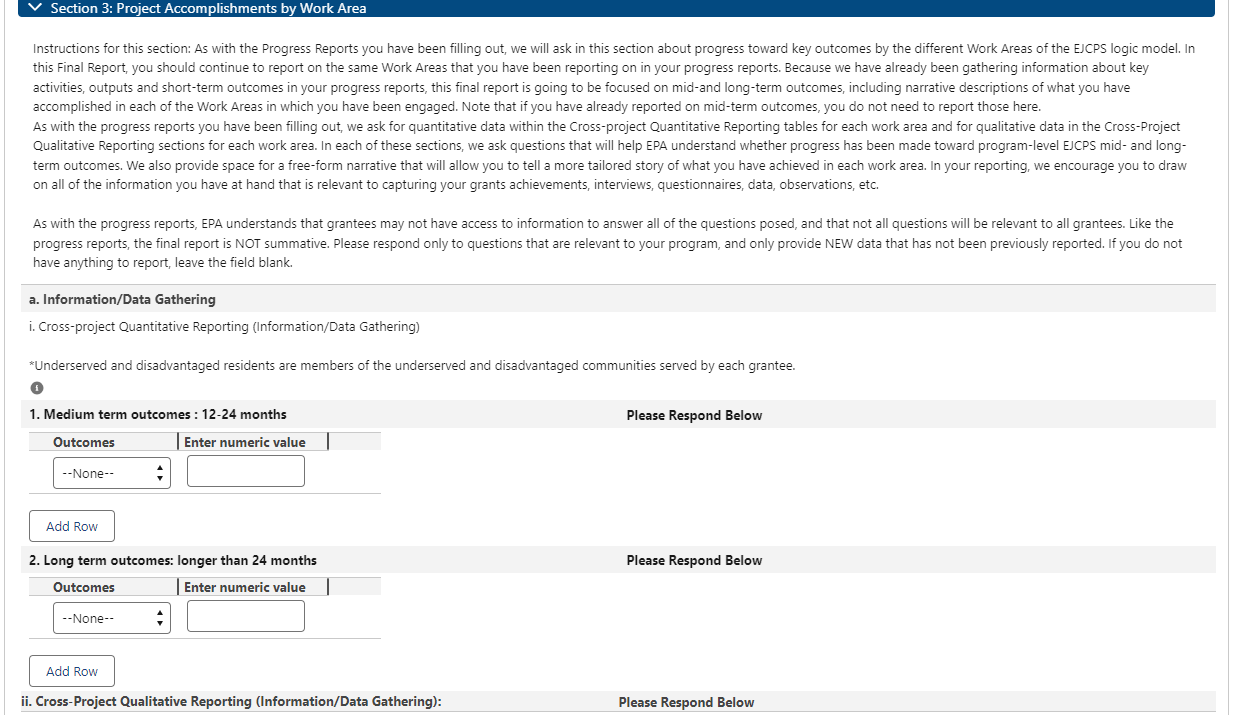 Section 3: Project Accomplishments by Work Area
Instructions for this section: As with the Progress Reports you have been filling out, we will ask in this section about progress toward key outcomes by the different Work Areas of the EJCPS logic model. In
this Final Report, you should continue to report on the same Work Areas that you have been reporting on in your progress reports. Because we have already been gathering information about key
activities, outputs and short-term outcomes in your progress reports, this final report is going to be focused on mid-and long-term outcomes, including narrative descriptions of what you have
accomplished in each of the Work Areas in which you have been engaged. Note that if you have already reported on mid-term outcomes, you do not need to report those here.
As with the progress reports you have been filling out, we ask for quantitative data within the Cross-project Quantitative Reporting tables for each work area and for qualitative data in the Cross-Project
Qualitative Reporting sections for each work area. In each of these sections, we ask questions that will help EPA understand whether progress has been made toward program-level EJCPS mid- and long-
term outcomes. We also provide space for a free-form narrative that will allow you to tell a more tailored story of what you have achieved in each work area. In your reporting, we encourage you to draw
on all of the information you have at hand that is relevant to capturing your grants achievements, interviews, questionnaires, data, observations, etc.
As with the progress reports, EPA understands that grantees may not have access to information to answer all of the questions posed, and that not all questions will be relevant to all grantees. Like the
progress reports, the final report is NOT summative. Please respond only to questions that are relevant to your program, and only provide NEW data that has not been previously reported. If you do not
have anything to report, leave the field blank.
a. Information/Data Gathering
i. Cross-project Quantitative Reporting (Information/Data Gathering)
*Underserved and disadvantaged residents are members of the underserved and disadvantaged communities served by each grantee.
1. Medium term outcomes : 12-24 months Please Respond Below
Outcomes Enter numeric value
--None--
Add Row
2. Long term outcomes: longer than 24 months Please Respond Below
Outcomes Enter numeric value
--None--
Add Row
ii. Cross-Project Qualitative Reporting (Information/Data Gathering): Please Respond Below